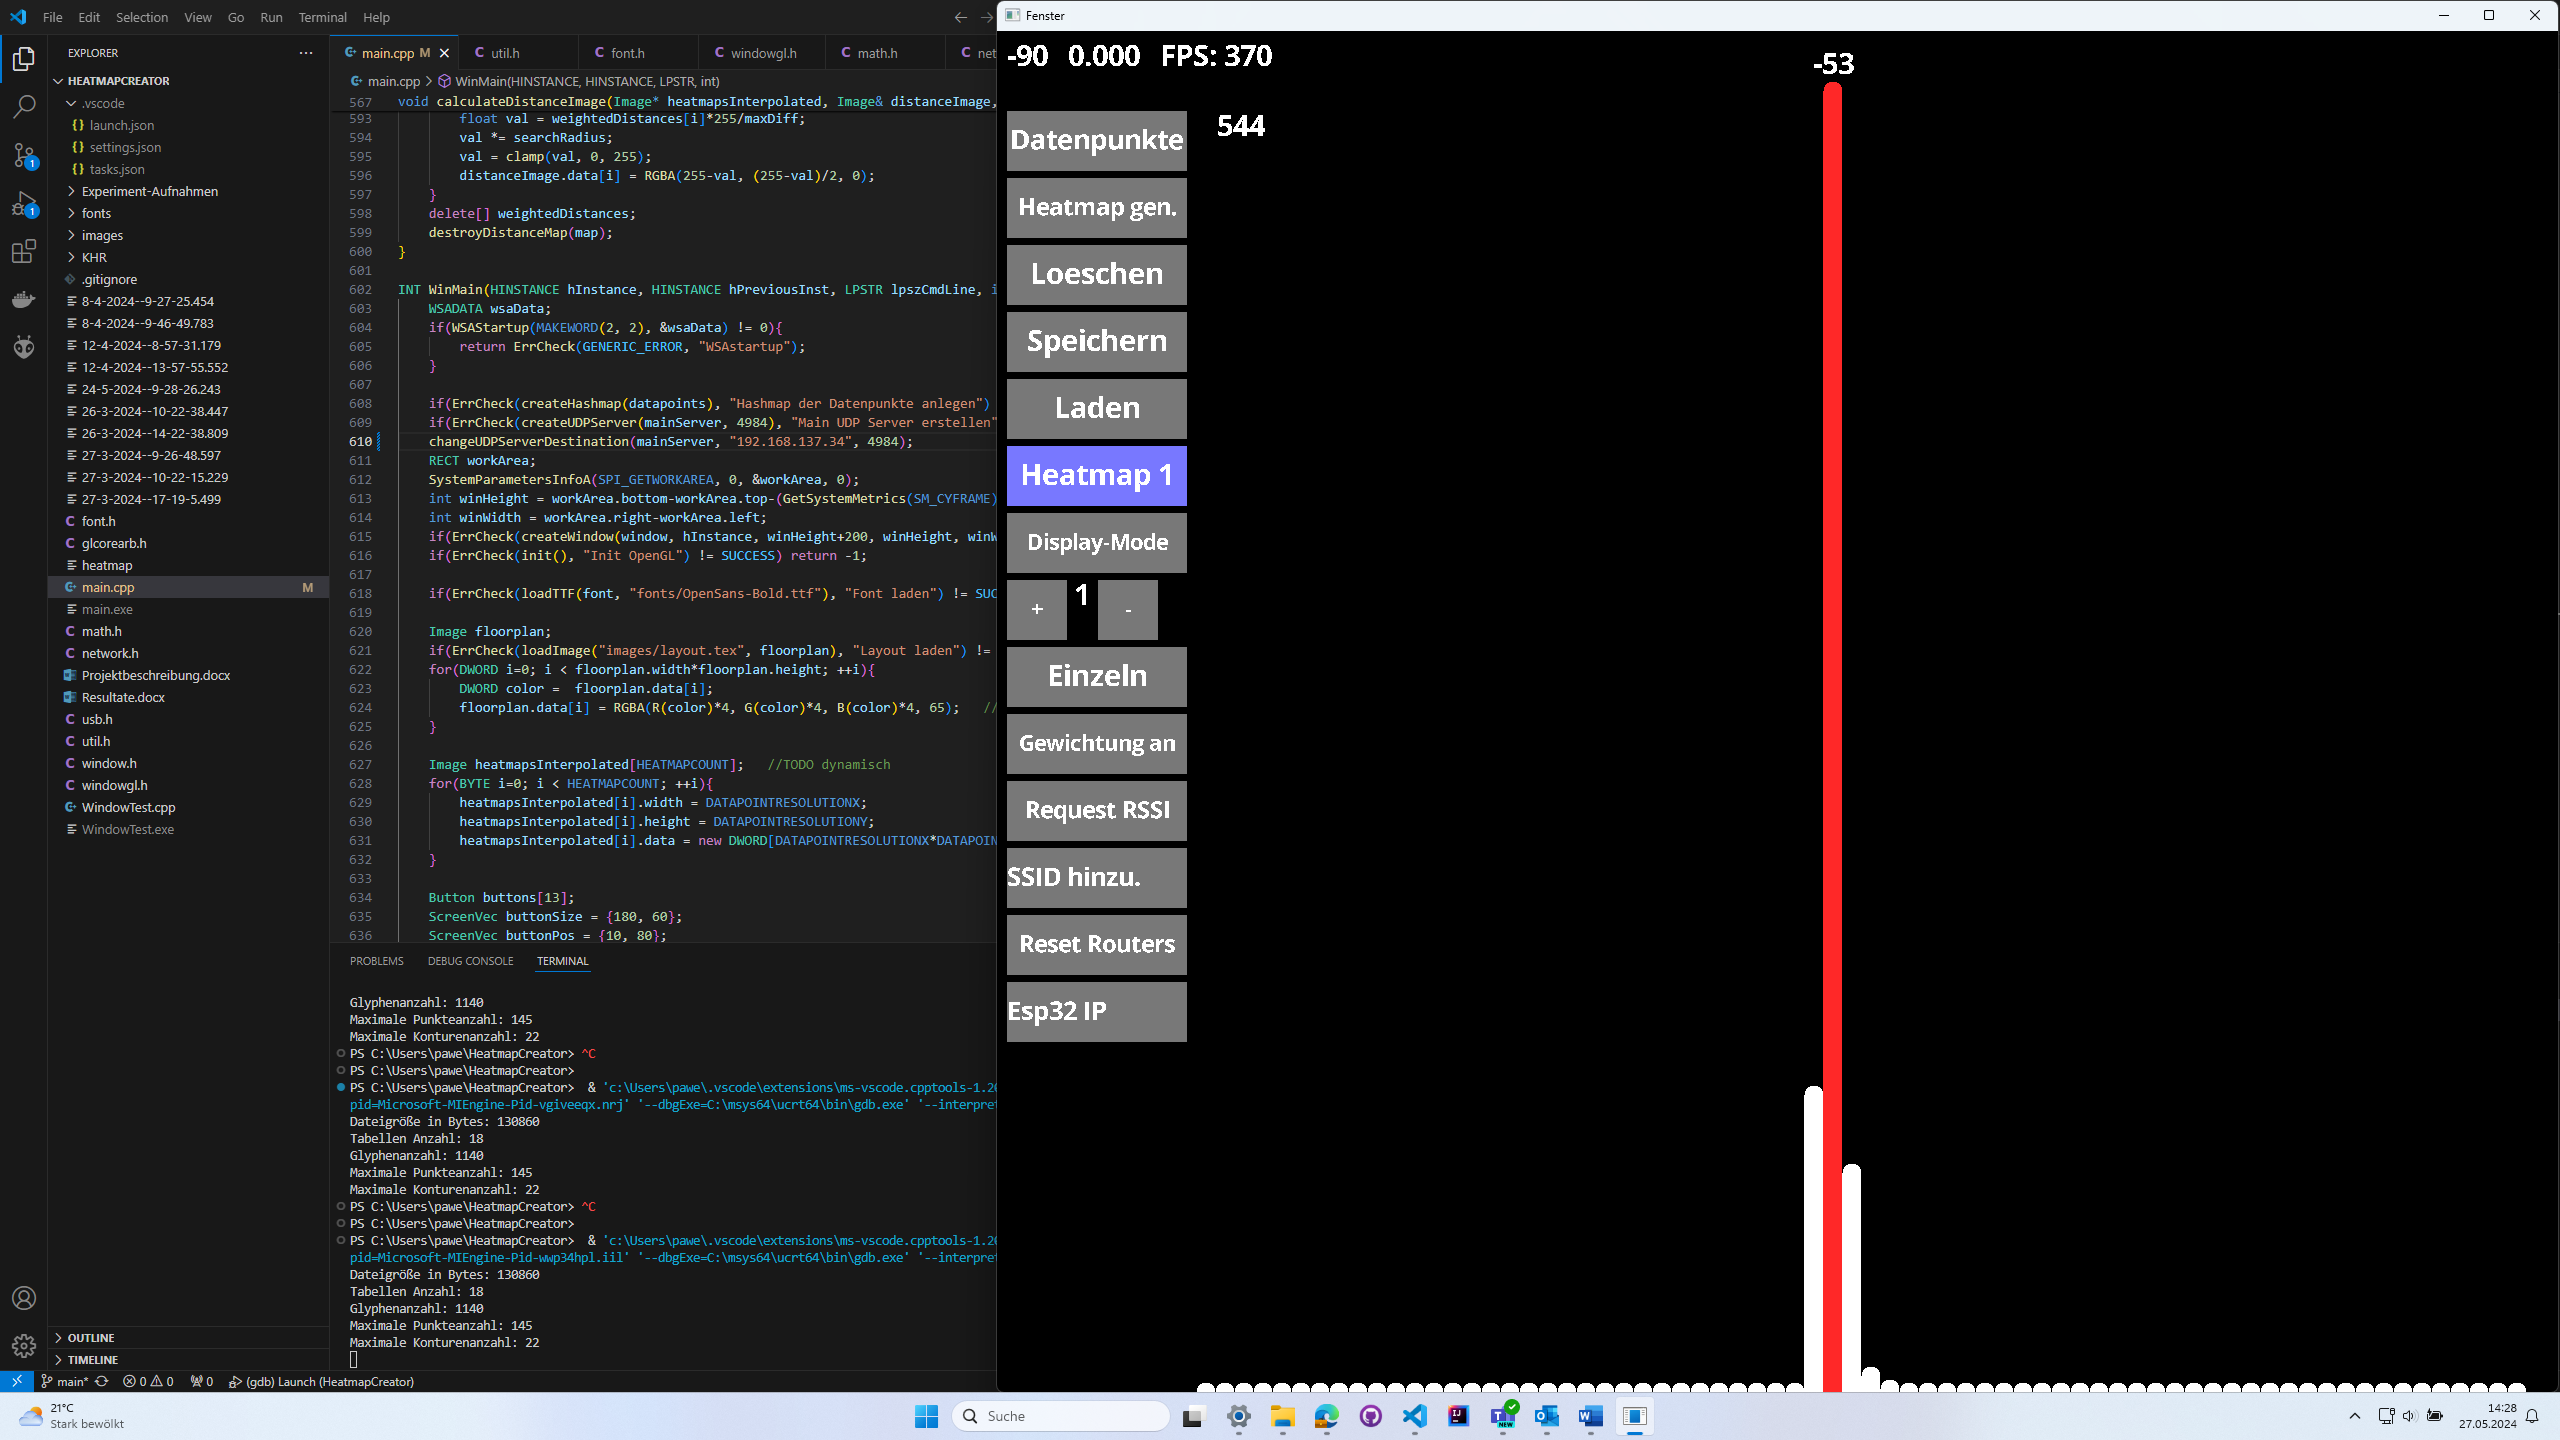 File Edit Selection View Go Run Terminal Help
EXPLORER
HEATMAPCREATOR
.vscode
launch.json
settings.json
tasks.json
Experiment-Aufnahmen
fonts
images
KHR
.gitignore
8-4-2024--9-27-25.454
8-4-2024--9-46-49.783
12-4-2024--8-57-31.179
12-4-2024--13-57-55.552
24-5-2024--9-28-26.243
26-3-2024--10-22-38.447
26-3-2024--14-22-38.809
27-3-2024--9-26-48.597
27-3-2024--10-22-15.229
27-3-2024--17-19-5.499
font.h
glcorearb.h
heatmap
main.cpp M
main.exe
math.h
network.h
Projektbeschreibung.docx
Resultate.docx
usb.h
util.h
window.h
windowgl.h
WindowTest.cpp
WindowTest.exe
OUTLINE
TIMELINE
main.cpp M util.h font.h windowgl.h math.h net
main.cpp > WinMain(HINSTANCE, HINSTANCE, LPSTR, int)
567 void calculateDistanceImage(Image* heatmapsInterpolated, Image& distanceImage,
593 float val = weightedDistances[i]*255/maxDiff;
594 val *= searchRadius;
595 val = clamp(val, 0, 255);
596 distanceImage.data[i] = RGBA(255-val, (255-val)/2, 0);
597 }
598 delete[] weightedDistances;
599 destroyDistanceMap(map);
600 }
601
602 INT WinMain(HINSTANCE hInstance, HINSTANCE hPreviousInst, LPSTR lpszCmdLine, i
603 WSADATA wsaData;
604 if(WSAStartup(MAKEWORD(2, 2), &wsaData) != 0){
605 return ErrCheck(GENERIC_ERROR, "WSAstartup");
606 }
607
608 if(ErrCheck(createHashmap(datapoints), "Hashmap der Datenpunkte anlegen")
609 if(ErrCheck(createUDPServer(mainServer, 4984), "Main UDP Server erstellen"
610 changeUDPServerDestination(mainServer, "192.168.137.34", 4984);
611 RECT workArea;
612 SystemParametersInfoA(SPI_GETWORKAREA, 0, &workArea, 0);
613 int winHeight = workArea.bottom-workArea.top-(GetSystemMetrics(SM_CYFRAME)
614 int winWidth = workArea.right-workArea.left;
615 if(ErrCheck(createWindow(window, hInstance, winHeight+200, winHeight, winW
616 if(ErrCheck(init(), "Init OpenGL") != SUCCESS) return -1;
617
618 if(ErrCheck(loadTTF(font, "fonts/OpenSans-Bold.ttf"), "Font laden") != SUC
619
620 Image floorplan;
621 if(ErrCheck(loadImage("images/layout.tex", floorplan), "Layout laden") !=
622 for(DWORD i=0; i < floorplan.width*floorplan.height; ++i){
623 DWORD color =  floorplan.data[i];
624 floorplan.data[i] = RGBA(R(color)*4, G(color)*4, B(color)*4, 65);   //
625 }
626
627 Image heatmapsInterpolated[HEATMAPCOUNT];   //TODO dynamisch
628 for(BYTE i=0; i < HEATMAPCOUNT; ++i){
629 heatmapsInterpolated[i].width = DATAPOINTRESOLUTIONX;
630 heatmapsInterpolated[i].height = DATAPOINTRESOLUTIONY;
631 heatmapsInterpolated[i].data = new DWORD[DATAPOINTRESOLUTIONX*DATAPOIN
632 }
633
634 Button buttons[13];
635 ScreenVec buttonSize = {180, 60};
636 ScreenVec buttonPos = {10, 80};
PROBLEMS DEBUG CONSOLE TERMINAL
Glyphenanzahl: 1140
Maximale Punkteanzahl: 145
Maximale Konturenanzahl: 22
PS C:\Users\pawe\HeatmapCreator> ^C
PS C:\Users\pawe\HeatmapCreator>
PS C:\Users\pawe\HeatmapCreator>  & 'c:\Users\pawe\.vscode\extensions\ms-vscode.cpptools-1.20
pid=Microsoft-MIEngine-Pid-vgiveeqx.nrj' '--dbgExe=C:\msys64\ucrt64\bin\gdb.exe' '--interpret
Dateigröße in Bytes: 130860
Tabellen Anzahl: 18
Glyphenanzahl: 1140
Maximale Punkteanzahl: 145
Maximale Konturenanzahl: 22
PS C:\Users\pawe\HeatmapCreator> ^C
PS C:\Users\pawe\HeatmapCreator>
PS C:\Users\pawe\HeatmapCreator>  & 'c:\Users\pawe\.vscode\extensions\ms-vscode.cpptools-1.20
pid=Microsoft-MIEngine-Pid-wwp34hpl.iil' '--dbgExe=C:\msys64\ucrt64\bin\gdb.exe' '--interpret
Dateigröße in Bytes: 130860
Tabellen Anzahl: 18
Glyphenanzahl: 1140
Maximale Punkteanzahl: 145
Maximale Konturenanzahl: 22
main* 0 0 0 (gdb) Launch (HeatmapCreator)
Fenster
-90 0.000 FPS: 370
-53
544
Datenpunkte
Heatmap gen.
Loeschen
Speichern
Laden
Heatmap 1
Display-Mode
+ 1 -
Einzeln
Gewichtung an
Request RSSI
SSID hinzu.
Reset Routers
Esp32 IP
21°C
Stark bewölkt
Suche
14:28
27.05.2024